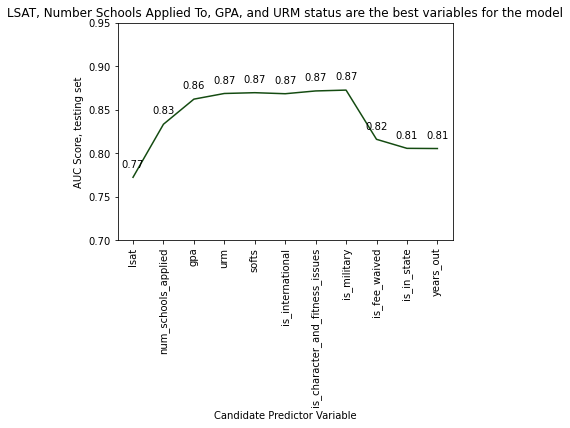 LSAT, Number Schools Applied To, GPA, and URM status are the best variables for the model
0.95
0.90
0.85
0.80
0.75
0.70
AUC Score, testing set
0.77
0.83
0.86
0.87
0.87
0.87
0.87
0.87
0.82
0.81
0.81
lsat
num_schools_applied
gpa
urm
softs
is_international
is_character_and_fitness_issues
is_military
is_fee_waived
is_in_state
years_out
Candidate Predictor Variable